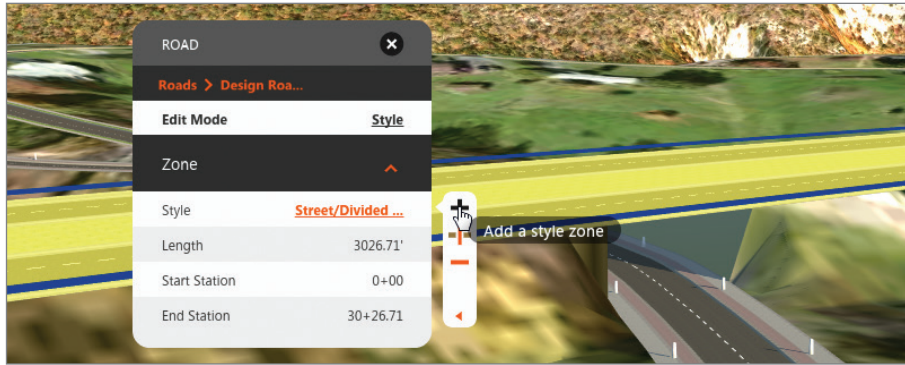 ROAD
Roads > Design Roa...
Edit Mode Style
Zone
Style Street/Divided ...
Add a style zone
Length 3026.71'
Start Station 0+00
End Station 30+26.71